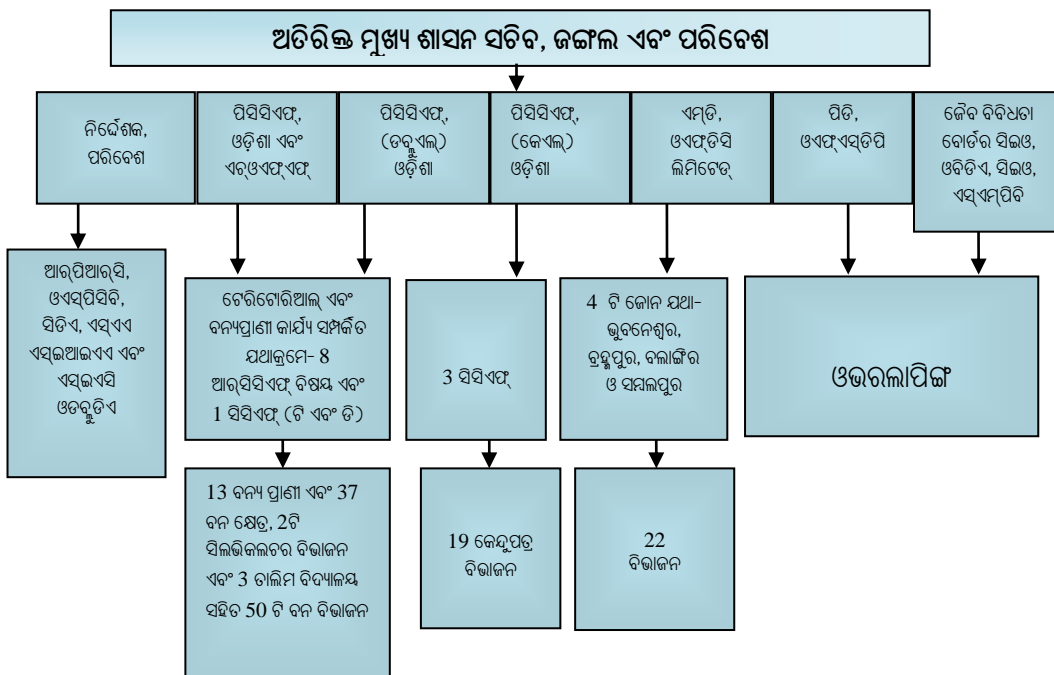 ଅତିରିକ୍ତ ମୁଖ୍ୟ ଶାସନ ସଚିବ, ଜଙ୍ଗଲ ଏବଂ ପରିବେଶ
ନିର୍ଦ୍ଦେଶକ,
ପରିବେଶ
ପିସିସିଏଫ୍,
ଓଡ଼ିଶା ଏବଂ
ଏଚ୍ଓଏଫ୍ଏଫ୍
ପିସିସିଏଫ୍,
(ଡବ୍ଲୁଏଲ୍)
ଓଡ଼ିଶା
ପିସିସିଏଫ୍,
(କେଏଲ୍)
ଓଡ଼ିଶା
ଏମ୍ଡି,
ଓଏଫ୍ଡିସି
ଲିମିଟେଡ୍
ପିଡି,
ଓଏଫ୍ଏସ୍ଡିପି
ଜୈବ ବିବିଧତା
ବୋର୍ଡର ସିଇଓ,
ଓବିଡିଏ, ସିଇଓ,
ଏସ୍ଏମ୍ପିବି
ଆର୍ପିଆର୍ସି,
ଓଏସ୍ପିସିବି,
ସିଡିଏ, ଏସ୍ଏଏ
ଏସ୍ଇଆଇଏଏ ଏବଂ
ଏସ୍ଇଏସି
ଓଡବ୍ଲୁଡିଏ
ଟେରିଟୋରିଆଲ୍ ଏବଂ
ବନ୍ୟପ୍ରାଣୀ କାର୍ଯ୍ୟ ସମ୍ପର୍କିତ
ଯଥାକ୍ରମେ- 8
ଆର୍ସିସିଏଫ୍ ବିଷୟ ଏବଂ
1 ସିସିଏଫ୍ (ଟି ଏବଂ ଡି)
3 ସିସିଏଫ୍
4 ଟି ଜୋନ ଯଥା-
ଭୁବନେଶ୍ୱର,
ବ୍ରହ୍ମପୁର, ବଲାଙ୍ଗିର
ଓ ସମ୍ବଲପୁର
ଓଭରଲାପିଙ୍ଗ
13 ବନ୍ୟ ପ୍ରାଣୀ ଏବଂ 37
ବନ କ୍ଷେତ୍ର, 2ଟି
ସିଲଭିକଲଚର ବିଭାଜନ
ଏବଂ 3 ତାଲିମ ବିଦ୍ୟାଳୟ
ସହିତ 50 ଟି ବନ ବିଭାଜନ
19 କେନ୍ଦୁପତ୍ର
ବିଭାଜନ
22
ବିଭାଜନ